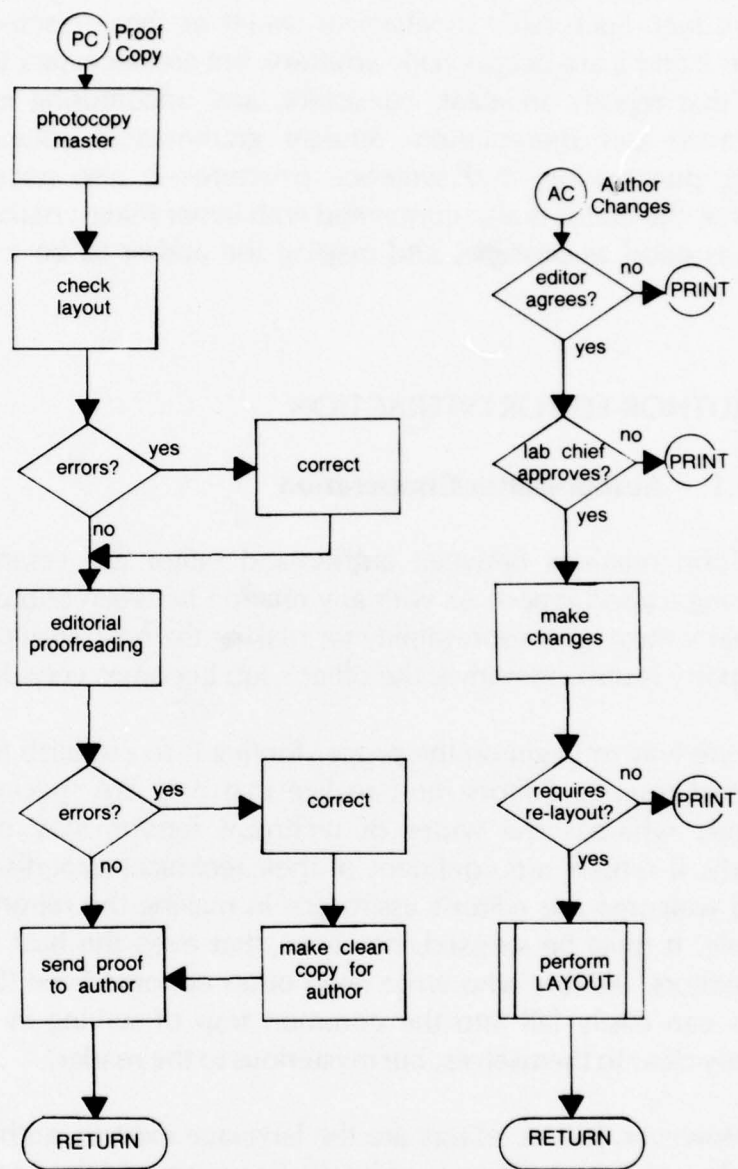 PC
Proof
Copy
photocopy
master
check
layout
errors?
yes
no
correct
editorial
proofreading
errors?
yes
no
correct
make clean
copy for
author
send proof
to author
RETURN
AC
Author
Changes
editor
agrees?
no
PRINT
yes
lab chief
approves?
no
PRINT
yes
make
changes
requires
re-layout?
no
PRINT
yes
perform
LAYOUT
RETURN